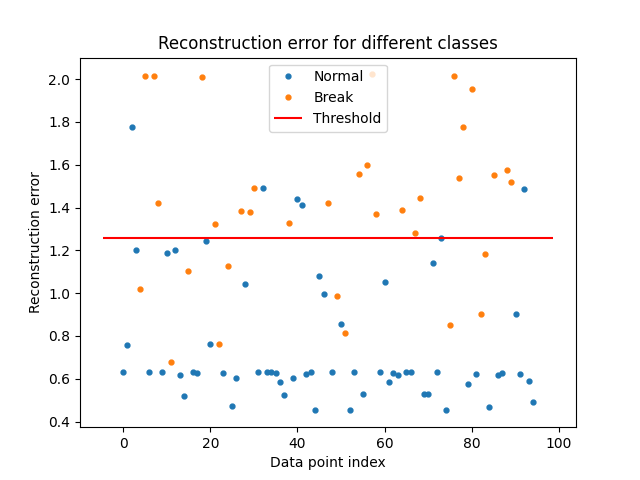 Reconstruction error for different classes
Normal
Break
Threshold
Reconstruction error
2.0
1.8
1.6
1.4
1.2
1.0
0.8
0.6
0.4
0
20
40
60
80
100
Data point index